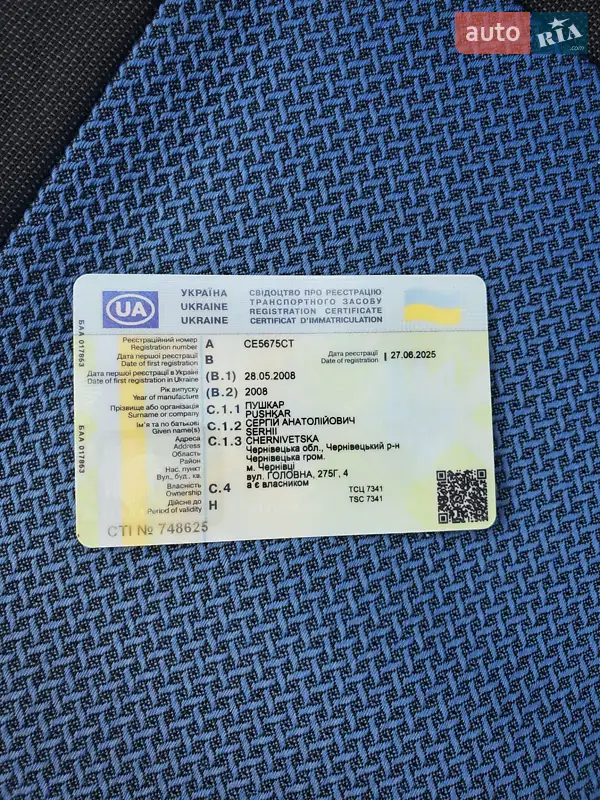 auto RIA.com
УКРАЇНА СВІДОЦТВО ПРО РЕЄСТРАЦІЮ
ТРАНСПОРТНОГО ЗАСОБУ
UKRAINE REGISTRATION CERTIFICATE
UKRAINE CERTIFICAT D'IMMATRICULATION
UA
БАА 017853
Реєстраційний номер
Registration number A CE5675CT
Дата першої реєстрації
Date of first registration B
Дата реєстрації
Date of registration 27.06.2025
Дата першої реєстрації в Україні
Date of first registration in Ukraine (B.1) 28.05.2008
Рік випуску
Year of manufacture (B.2) 2008
Прізвище або організація
Surname or company C.1.1 ПУШКАР
PUSHKAR
Ім'я та по батькові
Given name(s) C.1.2 СЕРГІЙ АНАТОЛІЙОВИЧ
SERHII
Адреса
Address C.1.3 CHERNIVETSKA
Область Чернівецька обл., Чернівецький р-н
Район Чернівецька гром.
Нас. пункт м. Чернівці
Вул., буд., кв. вул. ГОЛОВНА, 275Г, 4
Власність
Ownership C.4 а є власником
Дійсне до
Period of validity H
ТСЦ 7341
TSC 7341
БАА 017853
СТІ № 748625